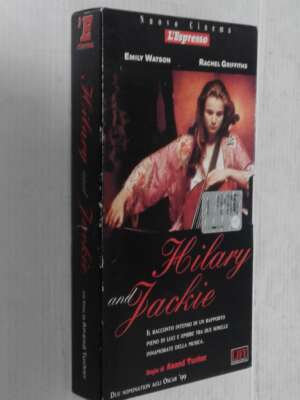 Nuovo Cinema
L'Espresso
EMILY WATSON
RACHEL GRIFFITHS
Hilary
and
Jackie
IL RACCONTO INTENSO DI UN RAPPORTO
PIENO DI LUCI E OMBRE TRA DUE SORELLE
INNAMORATE DELLA MUSICA.
Regia di Anand Tucker
DUE NOMINATION AGLI OSCAR '99
Hilary and Jackie